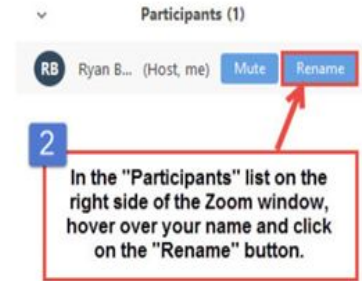 Participants (1)
RB Ryan B... (Host, me) Mute Rename
2
In the "Participants" list on the
right side of the Zoom window,
hover over your name and click
on the "Rename" button.